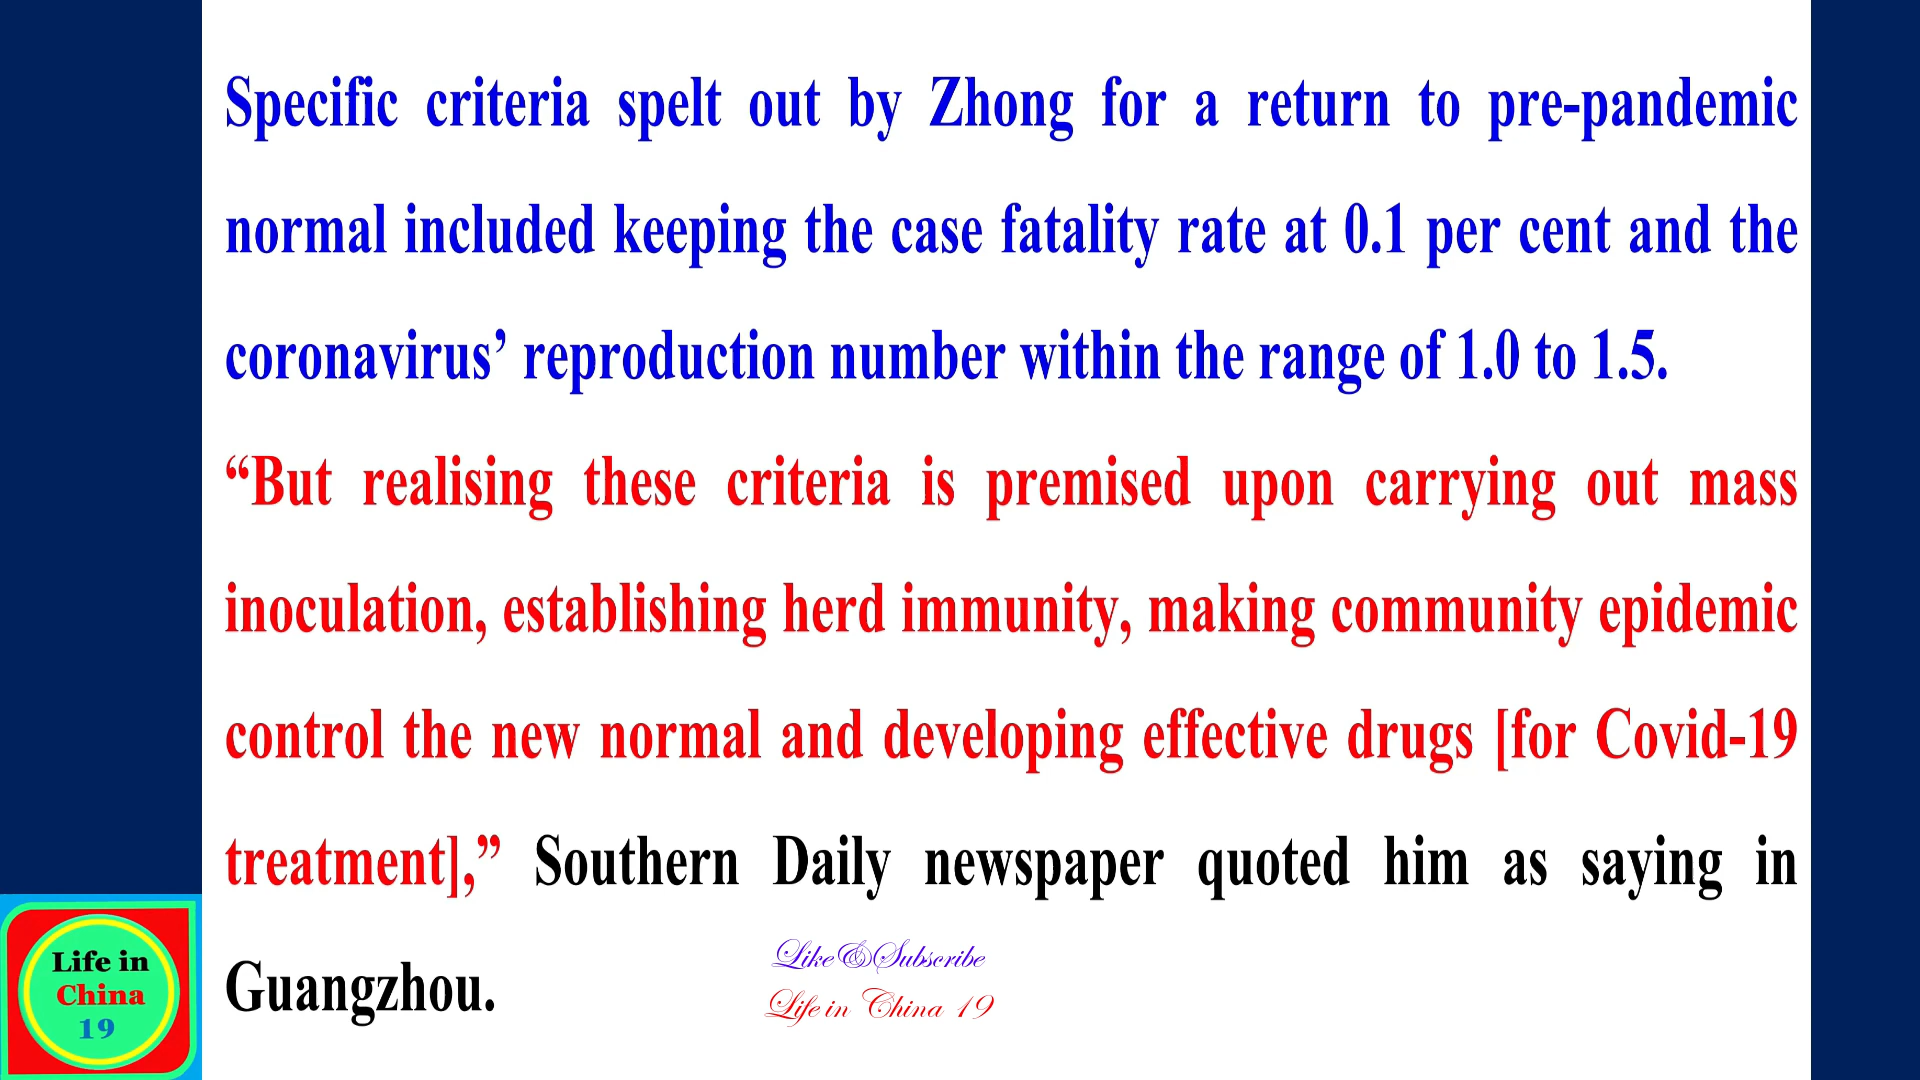 Specific criteria spelt out by Zhong for a return to pre-pandemic
normal included keeping the case fatality rate at 0.1 per cent and the
coronavirus’ reproduction number within the range of 1.0 to 1.5.
“But realising these criteria is premised upon carrying out mass
inoculation, establishing herd immunity, making community epidemic
control the new normal and developing effective drugs [for Covid-19
treatment],” Southern Daily newspaper quoted him as saying in
Guangzhou.
Like&Subscribe
Life in China 19
Life in
China
19